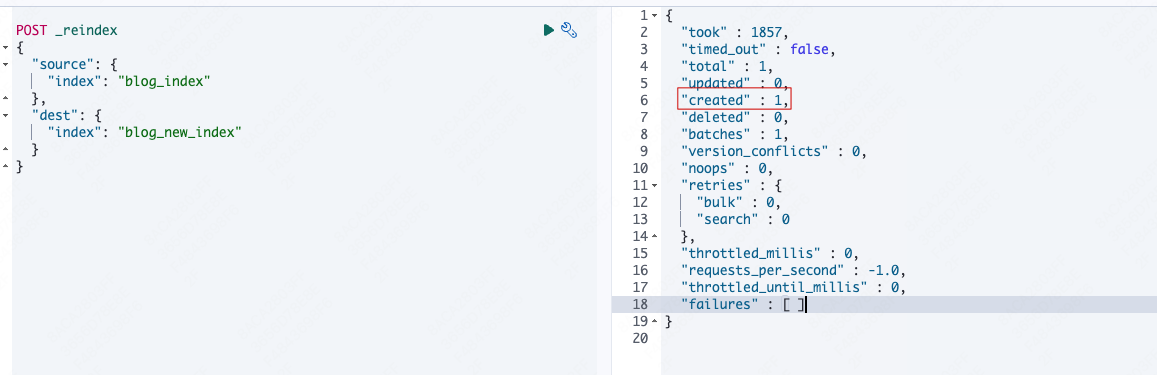 POST _reindex
{
  "source": {
    "index": "blog_index"
  },
  "dest": {
    "index": "blog_new_index"
  }
}
1 {
2   "took" : 1857,
3   "timed_out" : false,
4   "total" : 1,
5   "updated" : 0,
6   "created" : 1,
7   "deleted" : 0,
8   "batches" : 1,
9   "version_conflicts" : 0,
10   "noops" : 0,
11   "retries" : {
12     "bulk" : 0,
13     "search" : 0
14   },
15   "throttled_millis" : 0,
16   "requests_per_second" : -1.0,
17   "throttled_until_millis" : 0,
18   "failures" : [ ]
19 }
20